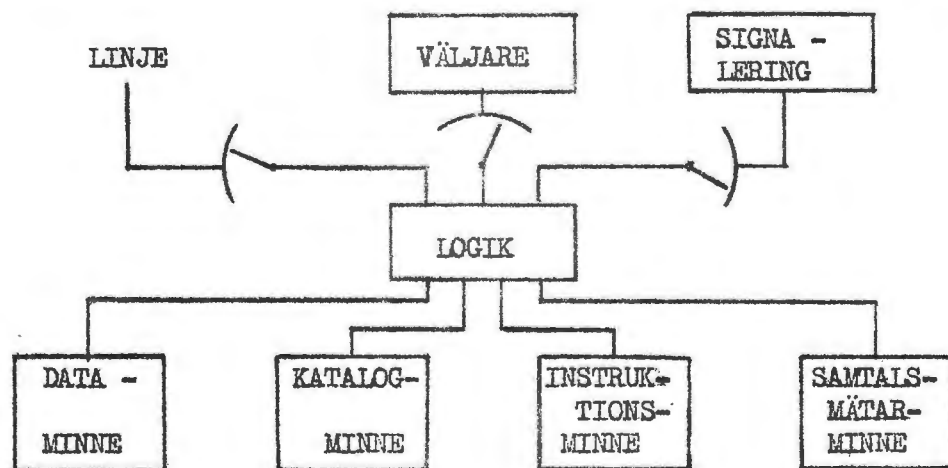 LINJE
VÄLJARE
SIGNA -
LERING
LOGIK
DATA -
MINNE
KATALOG-
MINNE
INSTRUK-
TIONS-
MINNE
SAMTALS-
MÄTAR-
MINNE